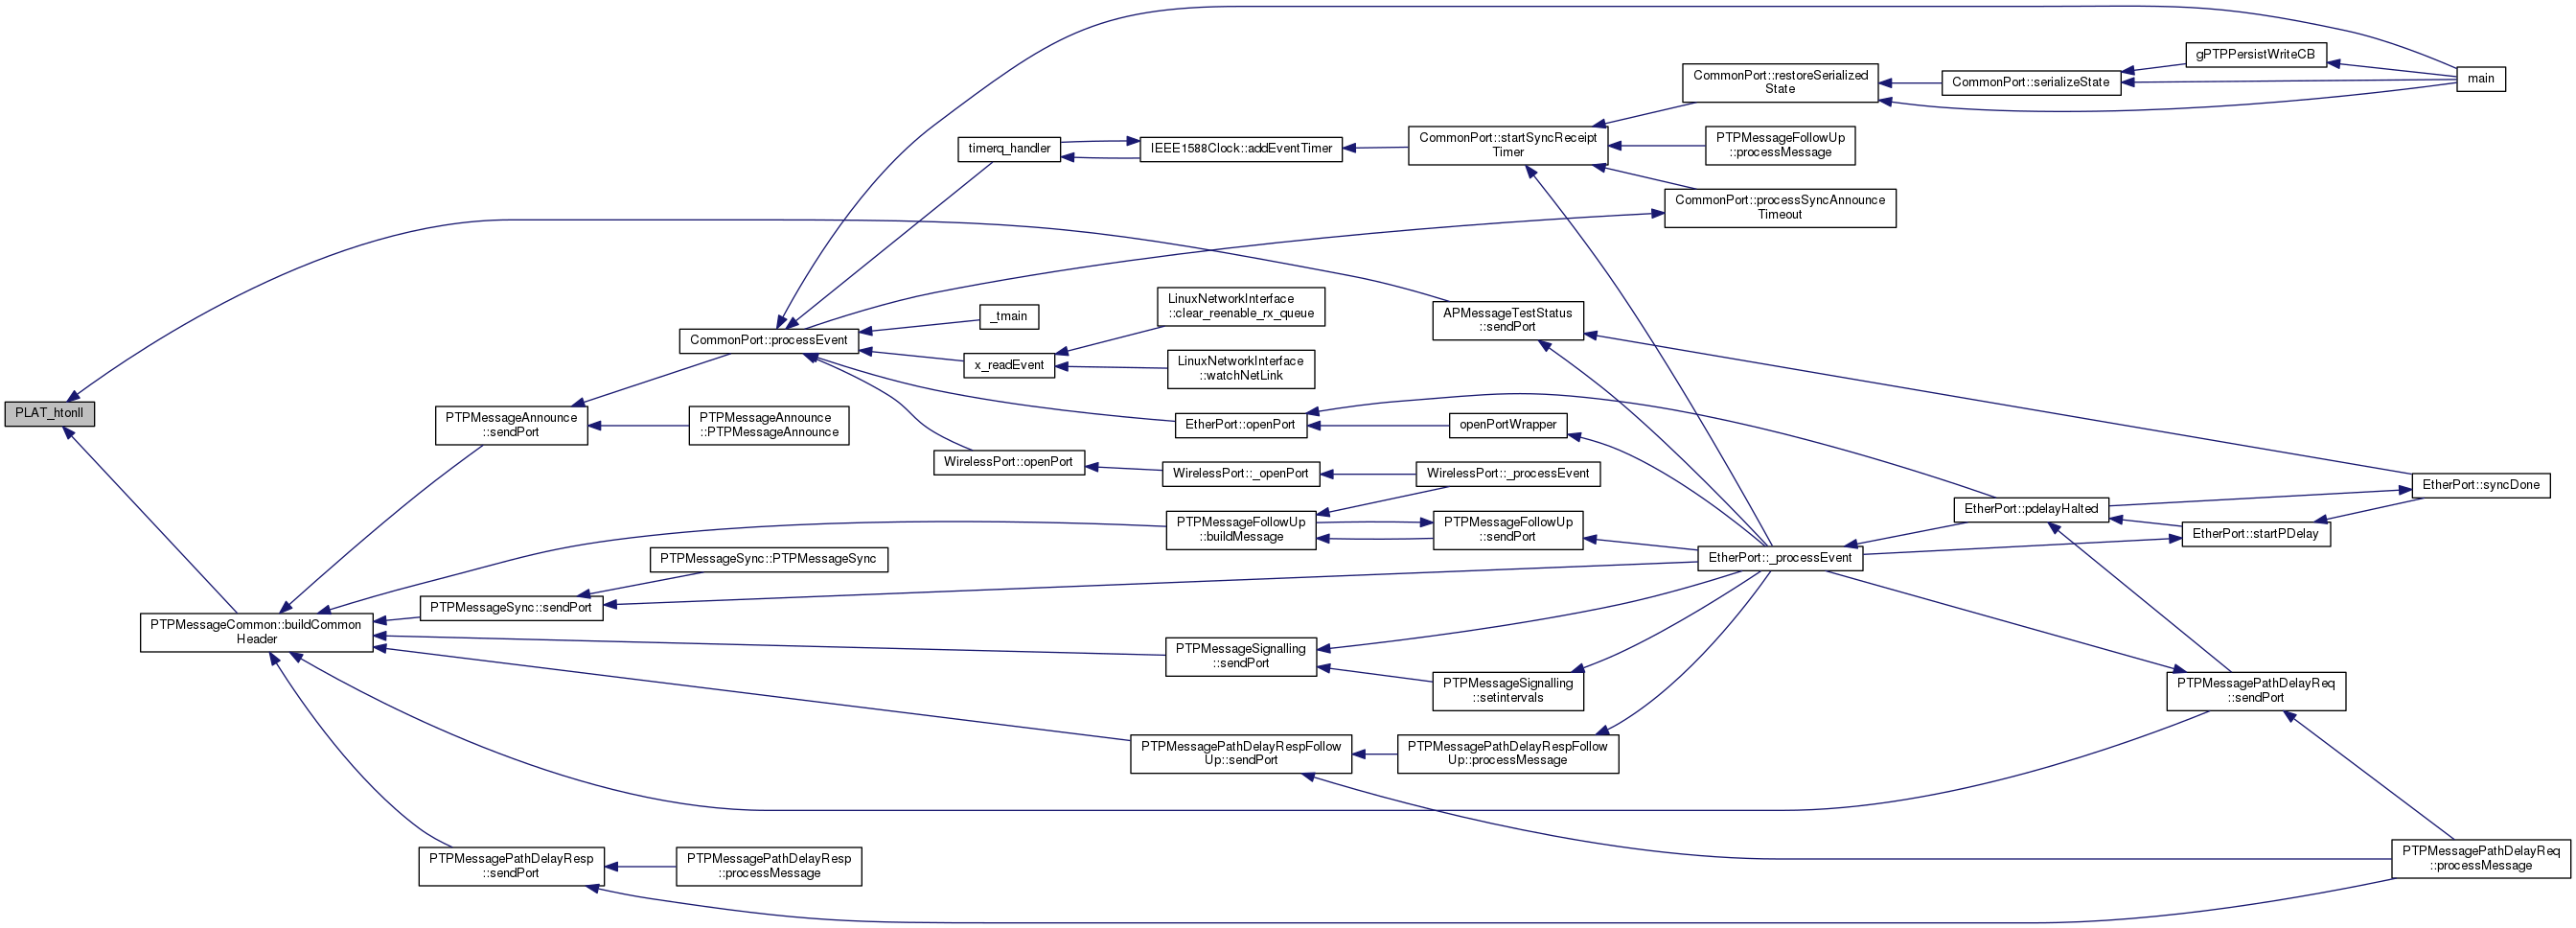 PLAT_htonll
PTPMessageCommon::buildCommon
Header
PTPMessageAnnounce
::sendPort
PTPMessageSync::sendPort
PTPMessagePathDelayResp
::sendPort
CommonPort::processEvent
PTPMessageAnnounce
::PTPMessageAnnounce
PTPMessageSync::PTPMessageSync
PTPMessagePathDelayResp
::processMessage
timerq_handler
_tmain
x_readEvent
WirelessPort::openPort
IEEE1588Clock::addEventTimer
LinuxNetworkInterface
::clear_reenable_rx_queue
LinuxNetworkInterface
::watchNetLink
EtherPort::openPort
WirelessPort::_openPort
PTPMessageFollowUp
::buildMessage
PTPMessageSignalling
::sendPort
PTPMessagePathDelayRespFollow
Up::sendPort
CommonPort::startSyncReceipt
Timer
APMessageTestStatus
::sendPort
openPortWrapper
WirelessPort::_processEvent
PTPMessageFollowUp
::sendPort
PTPMessageSignalling
::setintervals
PTPMessagePathDelayRespFollow
Up::processMessage
CommonPort::restoreSerialized
State
PTPMessageFollowUp
::processMessage
CommonPort::processSyncAnnounce
Timeout
EtherPort::_processEvent
CommonPort::serializeState
EtherPort::pdelayHalted
gPTPPersistWriteCB
EtherPort::startPDelay
PTPMessagePathDelayReq
::sendPort
main
EtherPort::syncDone
PTPMessagePathDelayReq
::processMessage